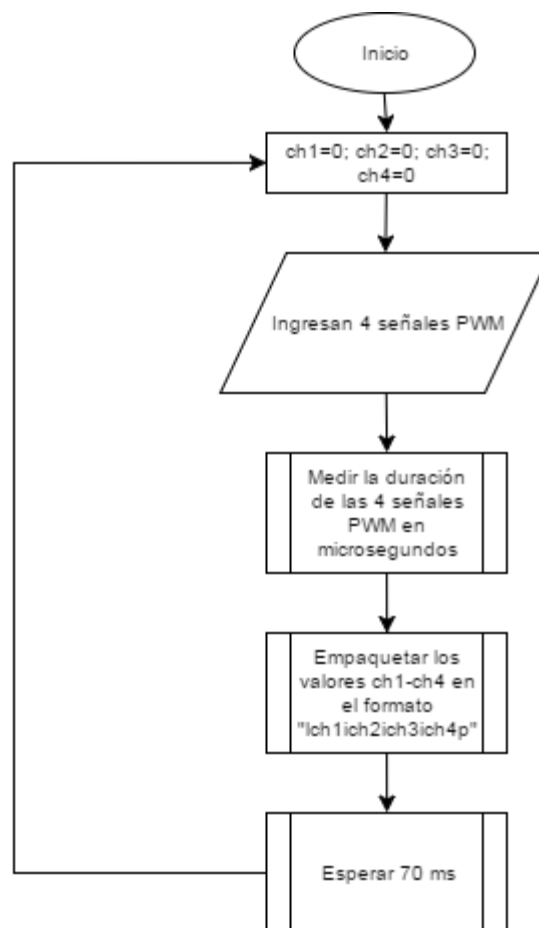 Inicio
ch1=0; ch2=0; ch3=0;
ch4=0
Ingresan 4 señales PWM
Medir la duración
de las 4 señales
PWM en
microsegundos
Empaquetar los
valores ch1-ch4 en
el formato
"Ich1ich2ich3ich4p"
Esperar 70 ms